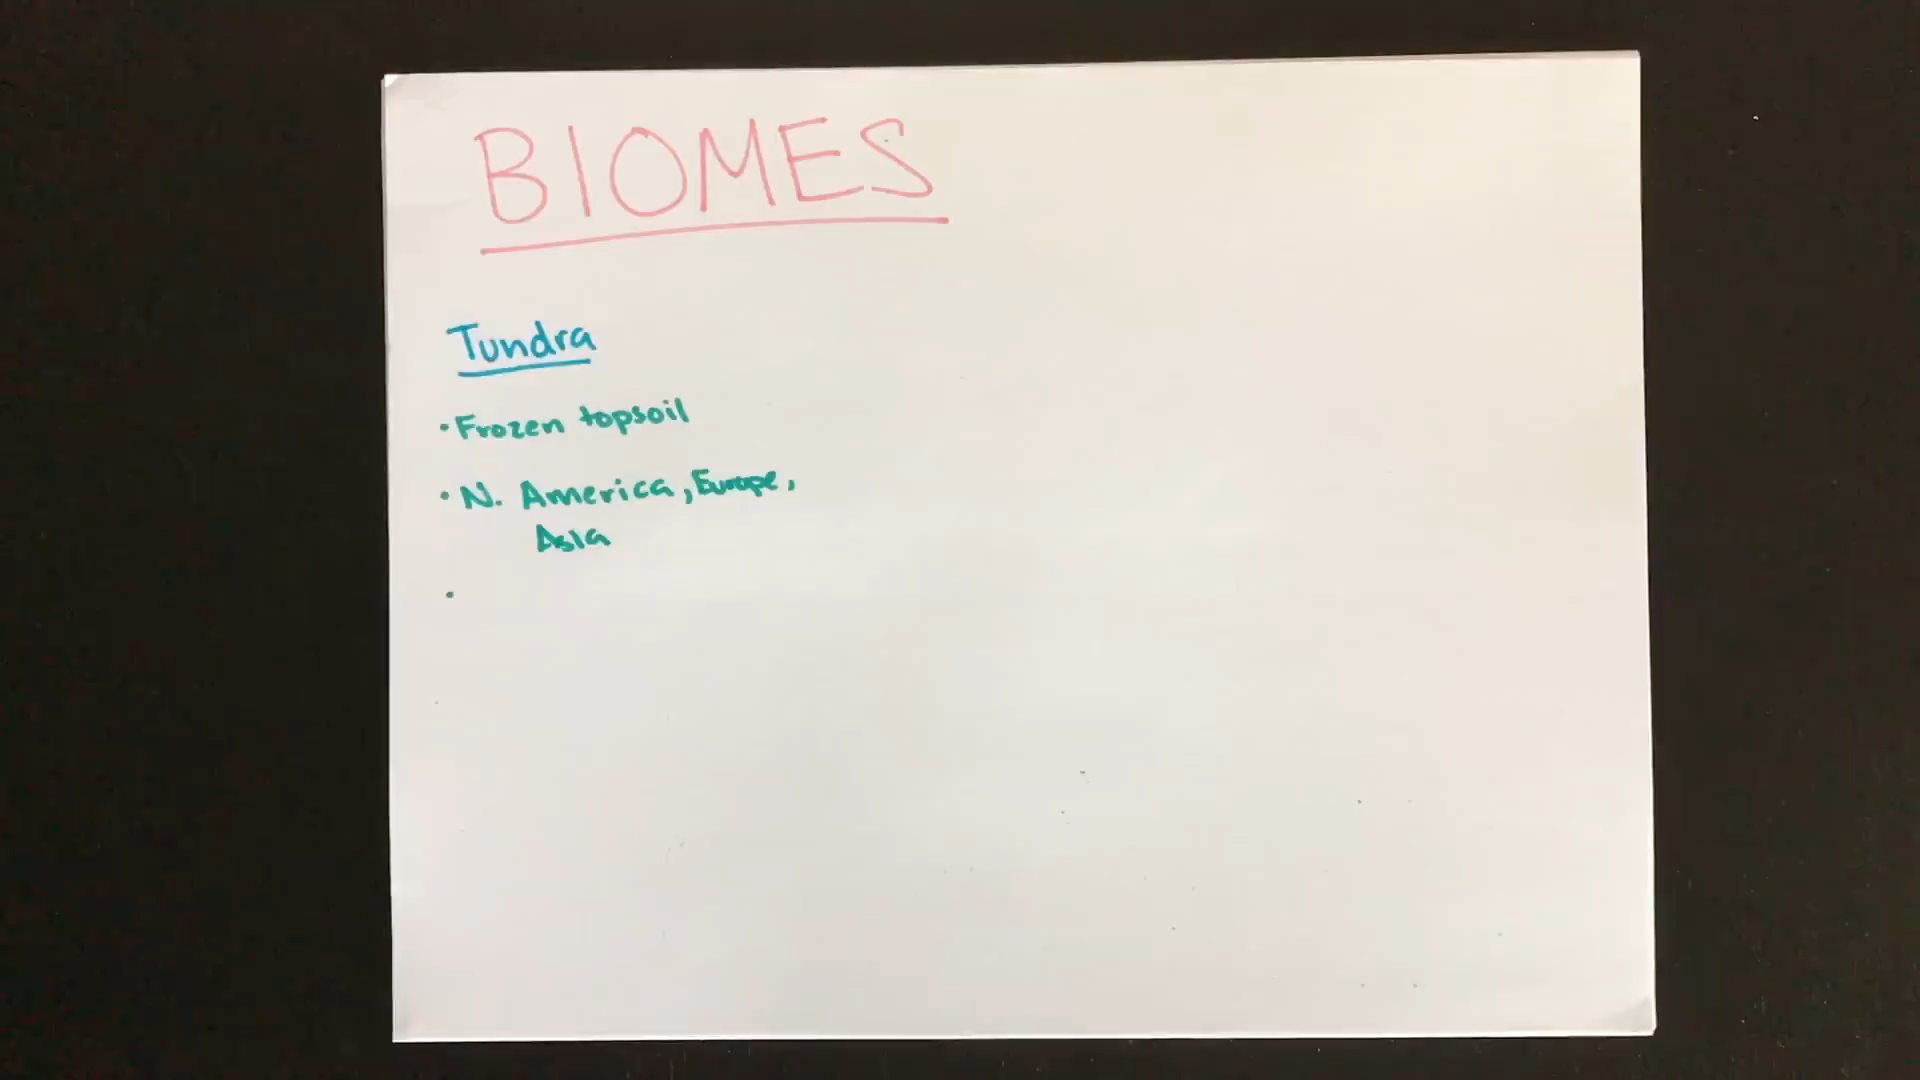 BIOMES
Tundra
• Frozen topsoil
• N. America, Europe,
Asia
•